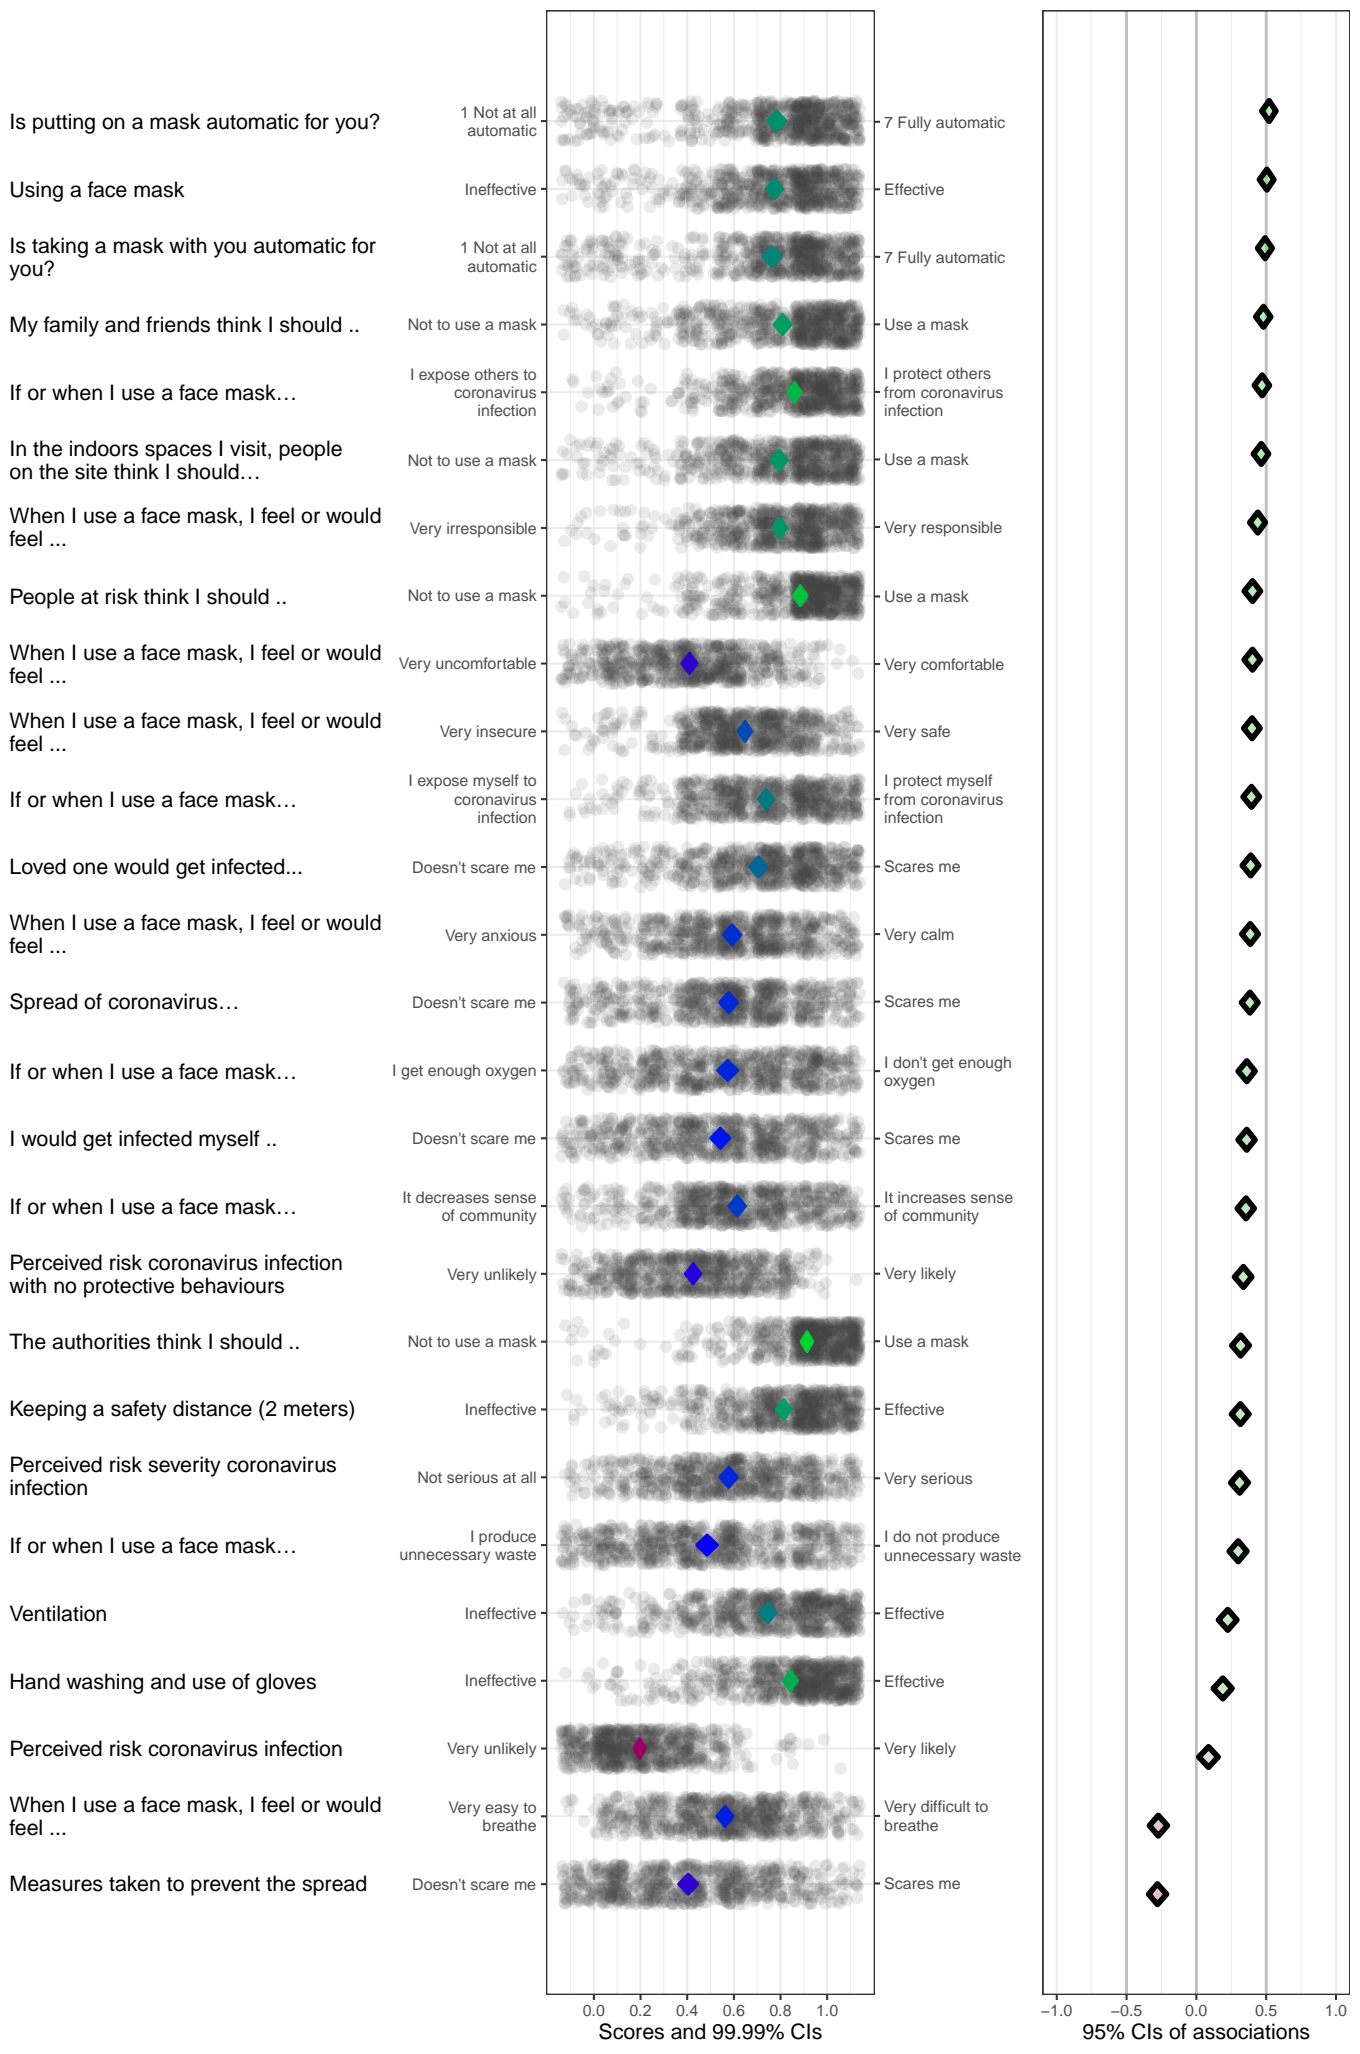 Is putting on a mask automatic for you?
1 Not at all
automatic
7 Fully automatic
Using a face mask
Ineffective
Effective
Is taking a mask with you automatic for
you?
1 Not at all
automatic
7 Fully automatic
My family and friends think I should ..
Not to use a mask
Use a mask
If or when I use a face mask…
I expose others to
coronavirus
infection
I protect others
from coronavirus
infection
In the indoors spaces I visit, people
on the site think I should…
Not to use a mask
Use a mask
When I use a face mask, I feel or would
feel ...
Very irresponsible
Very responsible
People at risk think I should ..
Not to use a mask
Use a mask
When I use a face mask, I feel or would
feel ...
Very uncomfortable
Very comfortable
When I use a face mask, I feel or would
feel ...
Very insecure
Very safe
If or when I use a face mask…
I expose myself to
coronavirus
infection
I protect myself
from coronavirus
infection
Loved one would get infected...
Doesn't scare me
Scares me
When I use a face mask, I feel or would
feel ...
Very anxious
Very calm
Spread of coronavirus…
Doesn't scare me
Scares me
If or when I use a face mask…
I get enough oxygen
I don't get enough
oxygen
I would get infected myself ..
Doesn't scare me
Scares me
If or when I use a face mask…
It decreases sense
of community
It increases sense
of community
Perceived risk coronavirus infection
with no protective behaviours
Very unlikely
Very likely
The authorities think I should ..
Not to use a mask
Use a mask
Keeping a safety distance (2 meters)
Ineffective
Effective
Perceived risk severity coronavirus
infection
Not serious at all
Very serious
If or when I use a face mask…
I produce
unnecessary waste
I do not produce
unnecessary waste
Ventilation
Ineffective
Effective
Hand washing and use of gloves
Ineffective
Effective
Perceived risk coronavirus infection
Very unlikely
Very likely
When I use a face mask, I feel or would
feel ...
Very easy to
breathe
Very difficult to
breathe
Measures taken to prevent the spread
Doesn't scare me
Scares me
0.0 0.2 0.4 0.6 0.8 1.0
Scores and 99.99% CIs
−1.0 −0.5 0.0 0.5 1.0
95% CIs of associations